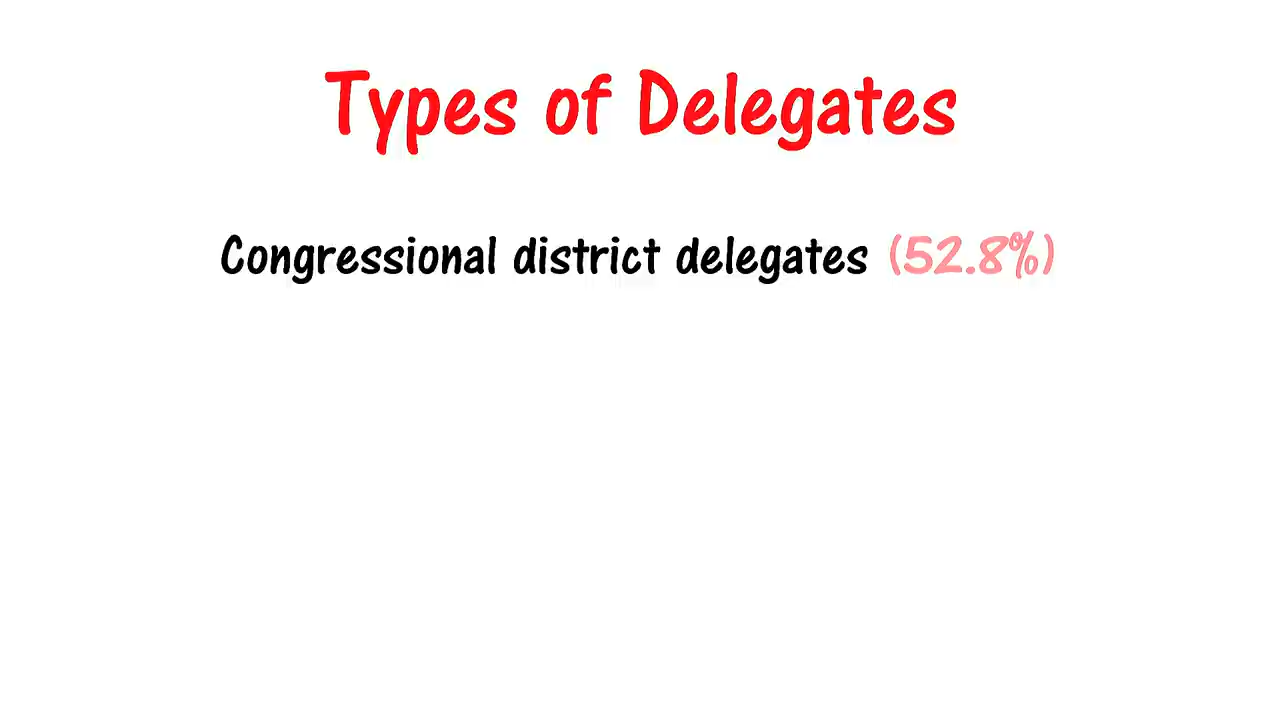 Types of Delegates
Congressional district delegates (52.8%)